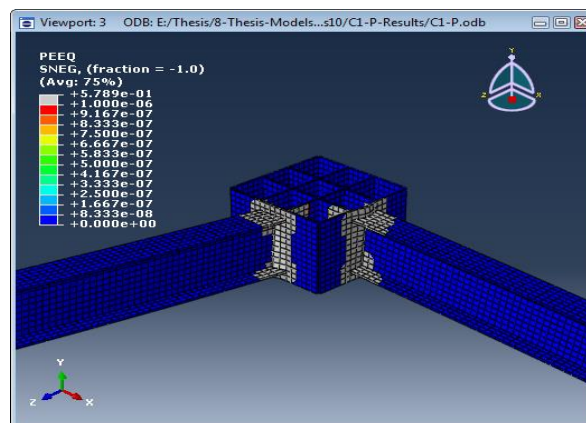 Viewport: 3 ODB: E:/Thesis/8-Thesis-Models...s10/C1-P-Results/C1-P.odb
PEEQ
SNEG, (fraction = -1.0)
(Avg: 75%)
+5.789e-01
+1.000e-06
+9.167e-07
+8.333e-07
+7.500e-07
+6.667e-07
+5.833e-07
+5.000e-07
+4.167e-07
+3.333e-07
+2.500e-07
+1.667e-07
+8.333e-08
+0.000e+00
Y
Z
X
Y
Z
X